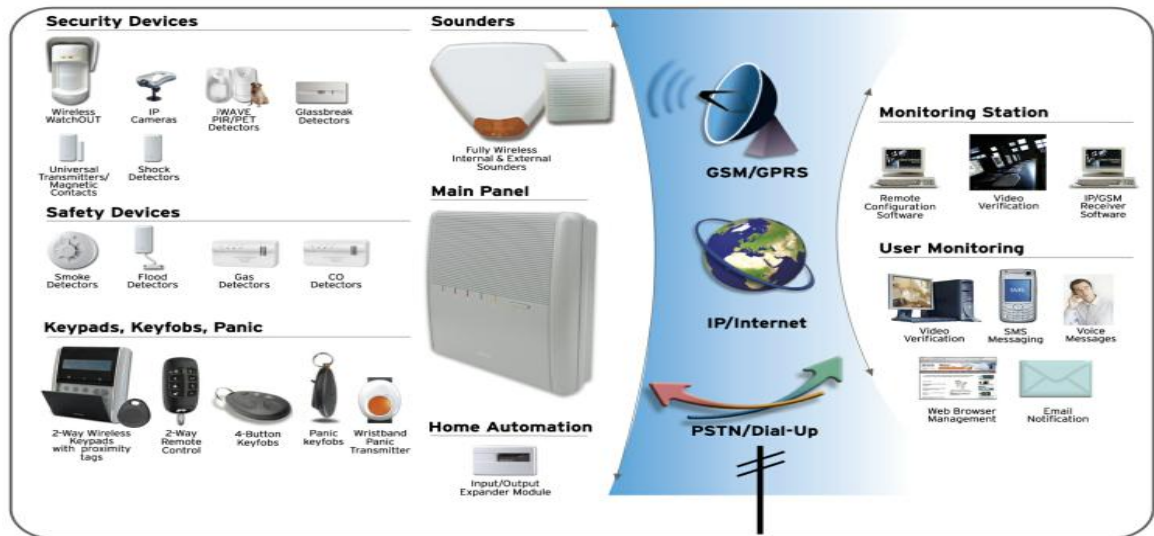 Security Devices
Wireless
WatchOUT
IP
Cameras
iWAVE
PIR/PET
Detectors
Glassbreak
Detectors
Universal
Transmitters/
Magnetic
Contacts
Shock
Detectors
Safety Devices
Smoke
Detectors
Flood
Detectors
Gas
Detectors
CO
Detectors
Keypads, Keyfobs, Panic
2-Way Wireless
Keypads
with proximity
tags
2-Way
Remote
Control
4-Button
Keyfobs
Panic
keyfobs
Wristband
Panic
Transmitter
Sounders
Fully Wireless
Internal & External
Sounders
Main Panel
Home Automation
Input/Output
Expander Module
GSM/GPRS
IP/Internet
PSTN/Dial-Up
Monitoring Station
Remote
Configuration
Software
Video
Verification
IP/GSM
Receiver
Software
User Monitoring
Video
Verification
SMS
SMS
Messaging
Voice
Messages
Web Browser
Management
Email
Notification